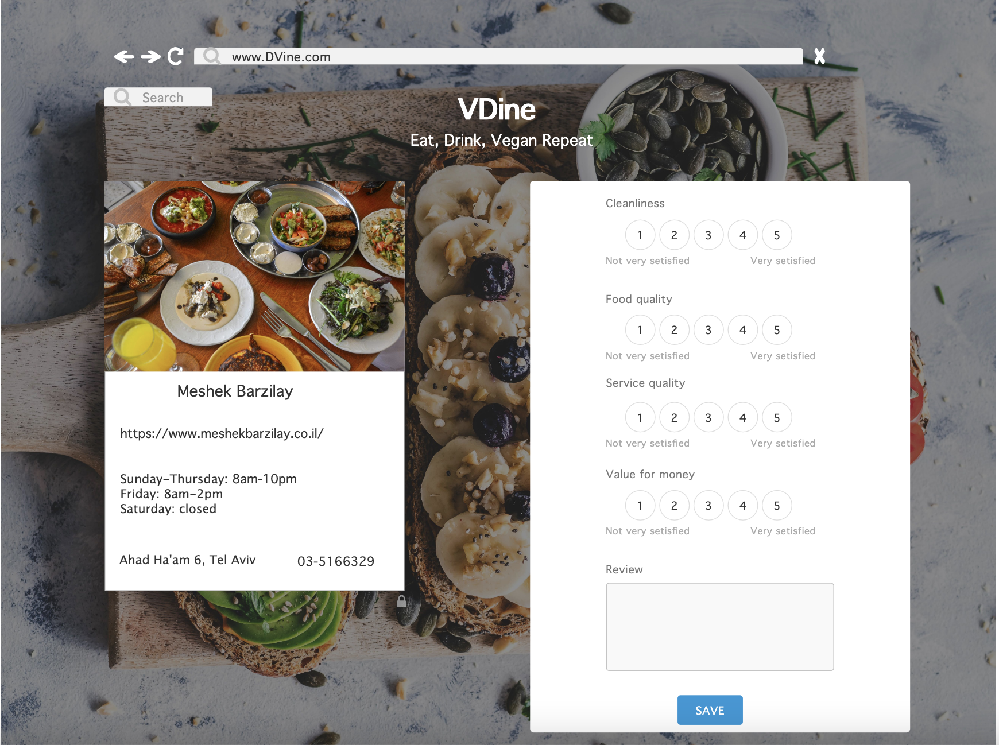 www.DVine.com
Search
VDine
Eat, Drink, Vegan Repeat
Meshek Barzilay
https://www.meshekbarzilay.co.il/
Sunday–Thursday: 8am-10pm
Friday: 8am–2pm
Saturday: closed
Ahad Ha'am 6, Tel Aviv 03-5166329
Cleanliness
1 2 3 4 5
Not very setisfied Very setisfied
Food quality
1 2 3 4 5
Not very setisfied Very setisfied
Service quality
1 2 3 4 5
Not very setisfied Very setisfied
Value for money
1 2 3 4 5
Not very setisfied Very setisfied
Review
SAVE